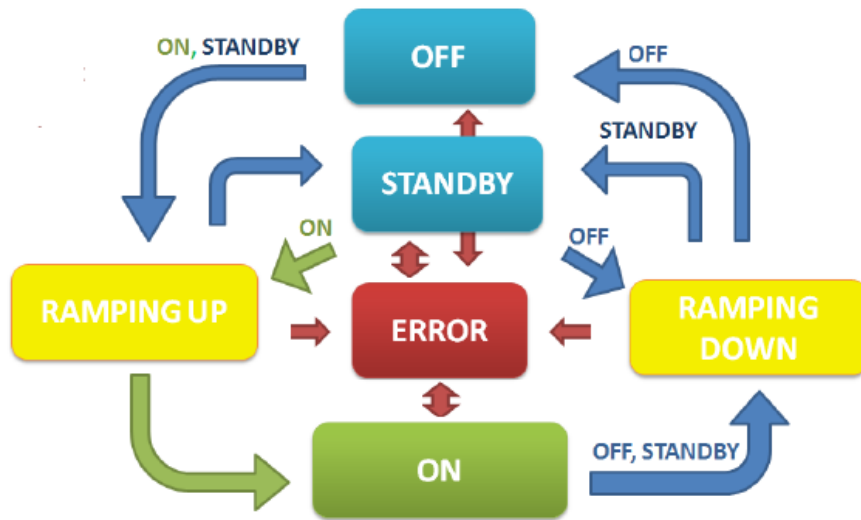 ON, STANDBY
OFF
OFF
STANDBY
STANDBY
ON
OFF
RAMPING UP
ERROR
RAMPING
DOWN
ON
OFF, STANDBY